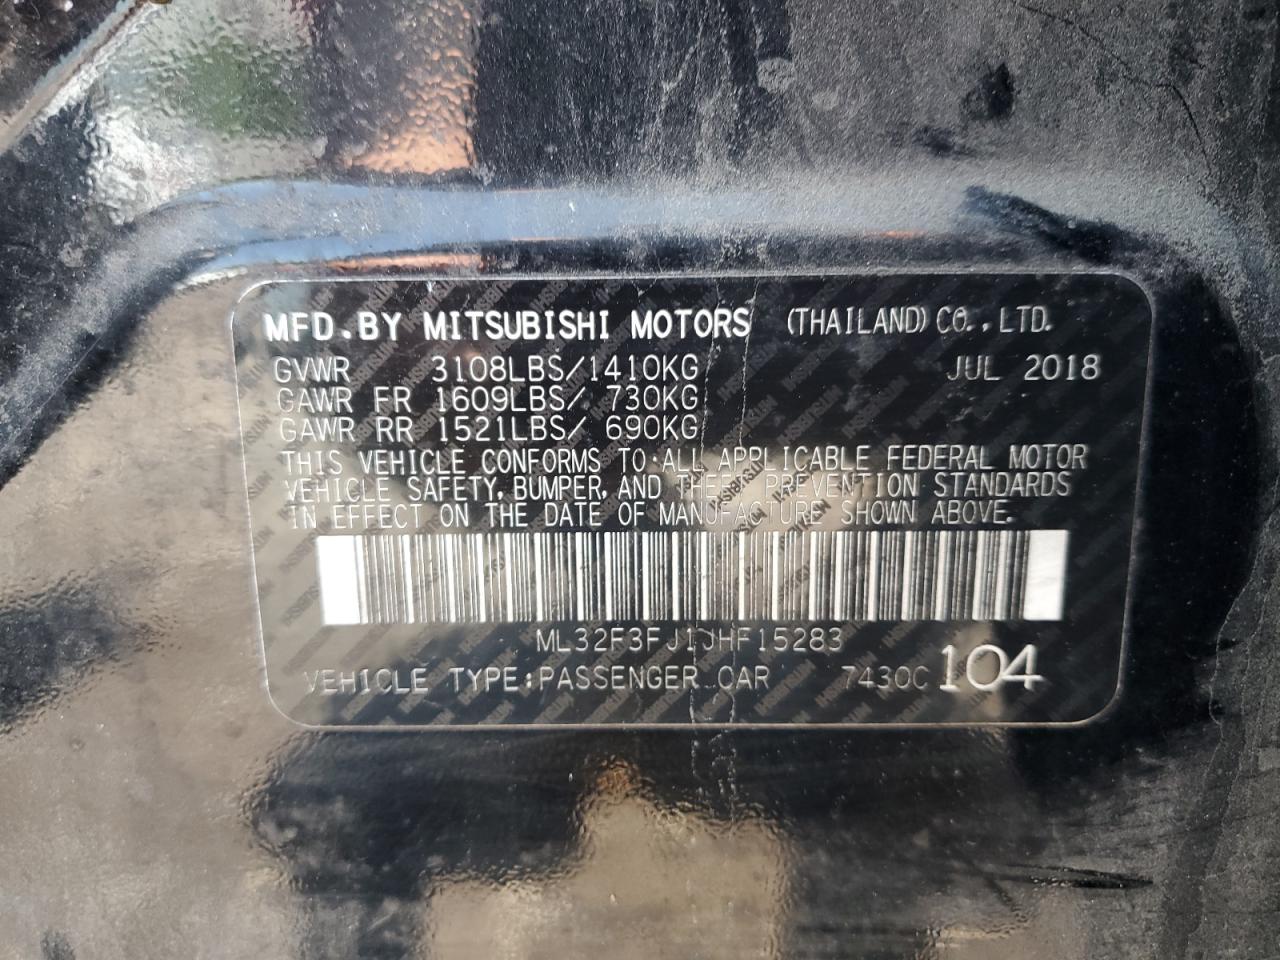 MFD.BY MITSUBISHI MOTORS (THAILAND) CO.,LTD.
GVWR 3108LBS/1410KG JUL 2018
GAWR FR 1609LBS/ 730KG
GAWR RR 1521LBS/ 690KG
THIS VEHICLE CONFORMS TO ALL APPLICABLE FEDERAL MOTOR
VEHICLE SAFETY, BUMPER, AND THEFT PREVENTION STANDARDS
IN EFFECT ON THE DATE OF MANUFACTURE SHOWN ABOVE.
ML32F3FJ1JHF15283
VEHICLE TYPE:PASSENGER CAR 7430C 104